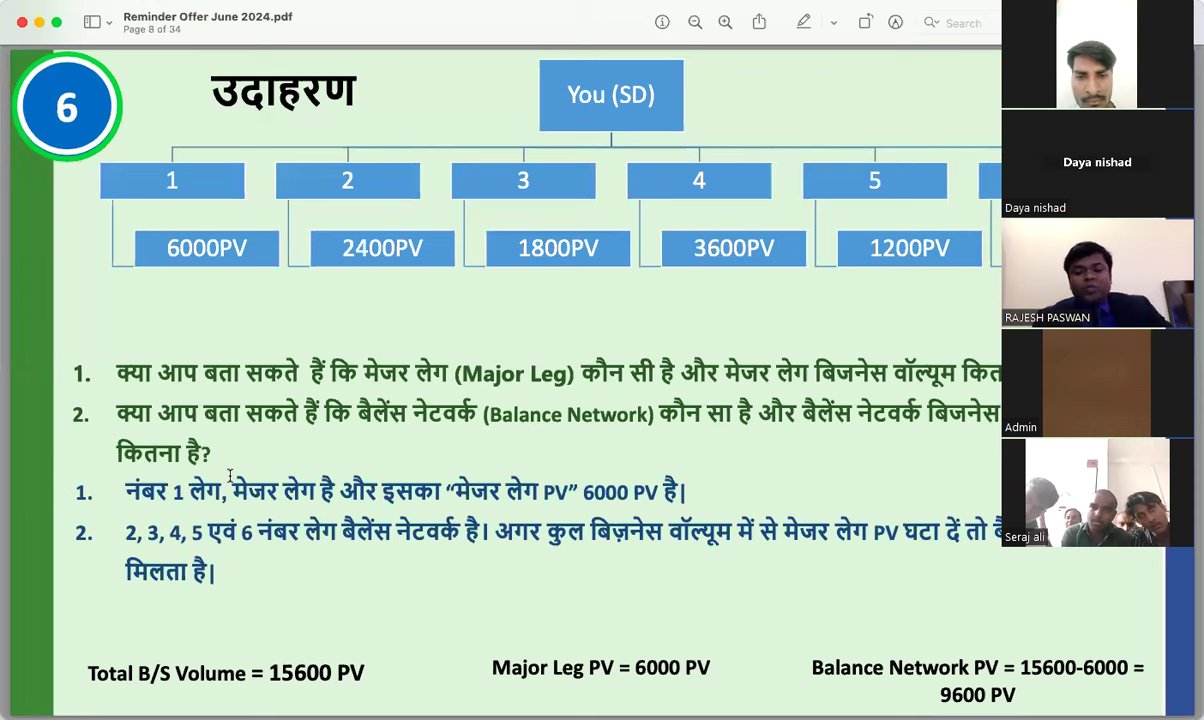 Reminder Offer June 2024.pdf
Page 8 of 34
Search
6
उदाहरण
You (SD)
1 2 3 4 5
6000PV 2400PV 1800PV 3600PV 1200PV
1. क्या आप बता सकते हैं कि मेजर लेग (Major Leg) कौन सी है और मेजर लेग बिजनेस वॉल्यूम
2. क्या आप बता सकते हैं कि बैलेंस नेटवर्क (Balance Network) कौन सा है और बैलेंस नेटवर्क बिजनेस
कितना है?
1. नंबर 1 लेग, मेजर लेग है और इसका “मेजर लेग PV” 6000 PV है|
2. 2, 3, 4, 5 एवं 6 नंबर लेग बैलेंस नेटवर्क है। अगर कुल बिज़नेस वॉल्यूम में से मेजर लेग PV घटा दें तो
मिलता है|
Total B/S Volume = 15600 PV
Major Leg PV = 6000 PV
Balance Network PV = 15600-6000 =
9600 PV
Daya nishad
Daya nishad
RAJESH PASWAN
Admin
Seraj ali